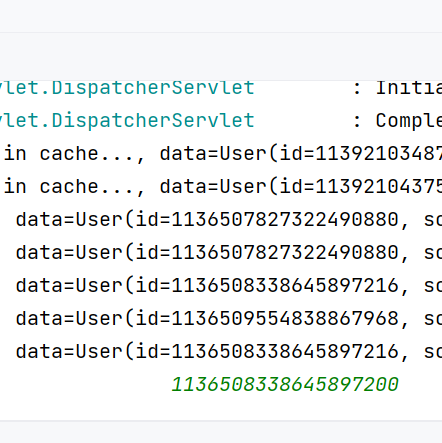 vlet.DispatcherServlet : Initia
vlet.DispatcherServlet : Comple
in cache..., data=User(id=11392103487
in cache..., data=User(id=11392104375
data=User(id=1136507827322490880, sc
data=User(id=1136507827322490880, sc
data=User(id=1136508338645897216, sc
data=User(id=1136509554838867968, sc
data=User(id=1136508338645897216, sc
1136508338645897200